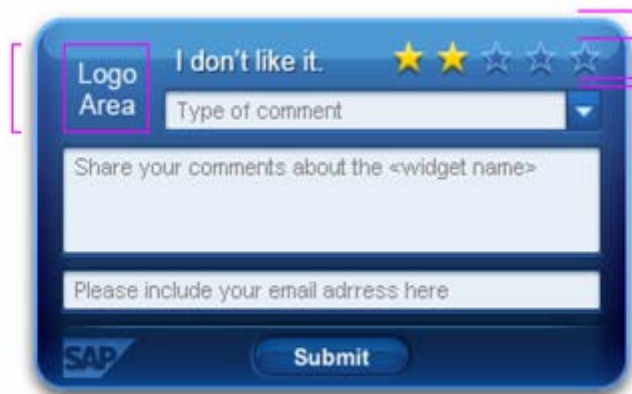 Logo
Area
I don't like it.
Type of comment
Share your comments about the <widget name>
Please include your email adrress here
SAP
Submit